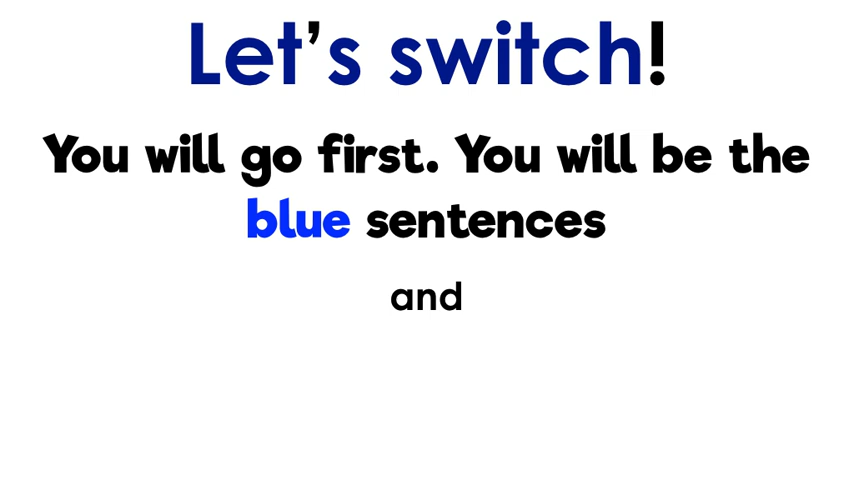 Let’s switch!
You will go first. You will be the
blue sentences
and